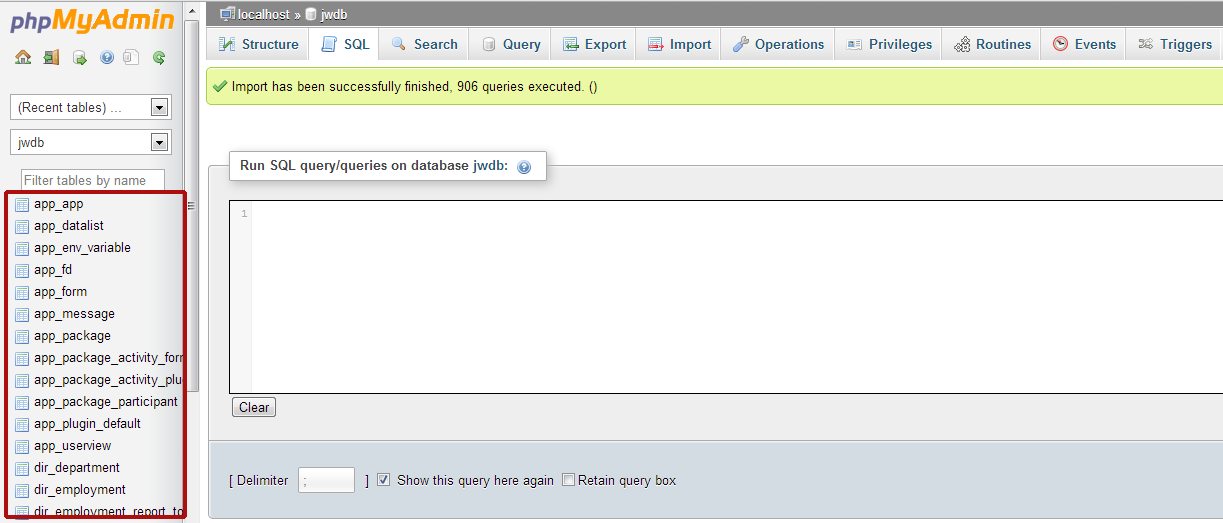 phpMyAdmin
(Recent tables) ...
jwdb
Filter tables by name
app_app
app_datalist
app_env_variable
app_fd
app_form
app_message
app_package
app_package_activity_forr
app_package_activity_plu
app_package_participant
app_plugin_default
app_userview
dir_department
dir_employment
dir_employment_report_to
localhost » jwdb
Structure SQL Search Query Export Import Operations Privileges Routines Events Triggers
Import has been successfully finished, 906 queries executed. ()
Run SQL query/queries on database jwdb:
1
Clear
[ Delimiter ; ] Show this query here again Retain query box